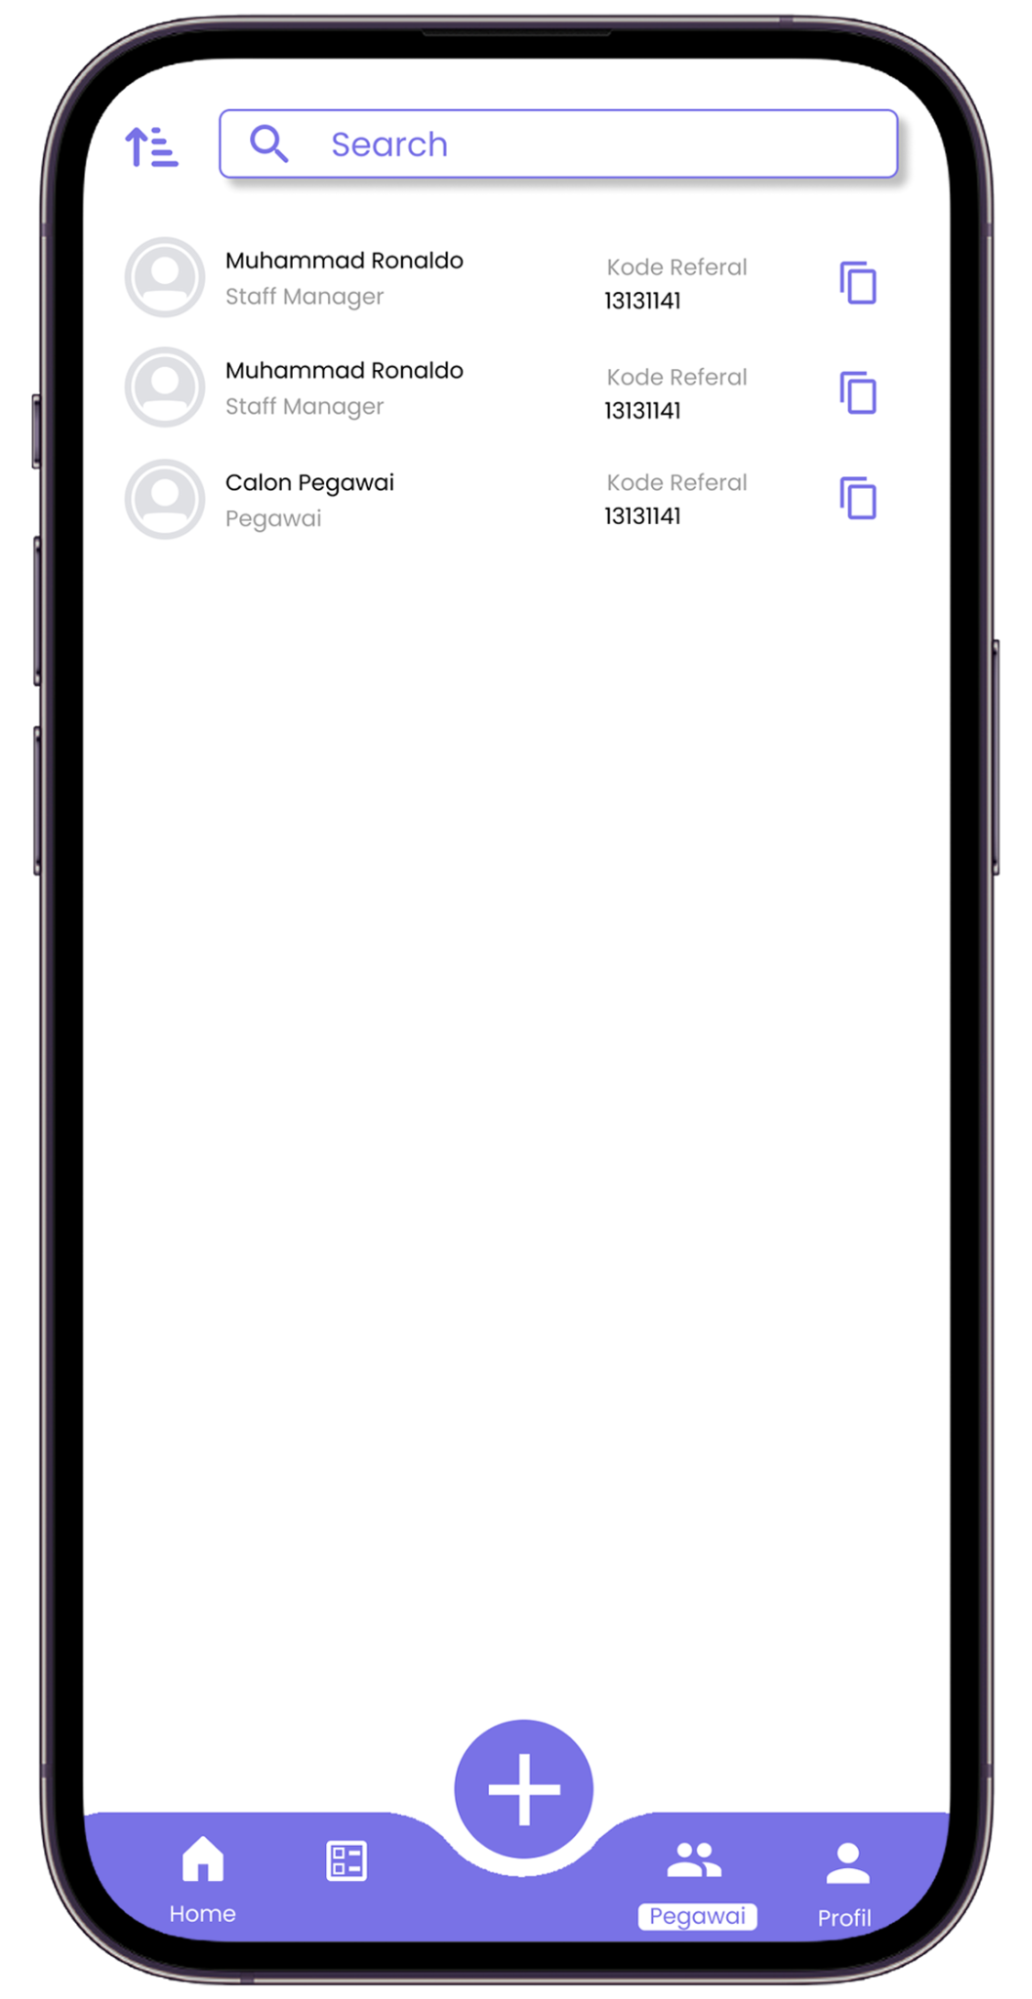 Search
Muhammad Ronaldo
Staff Manager
Kode Referal
13131141
Muhammad Ronaldo
Staff Manager
Kode Referal
13131141
Calon Pegawai
Pegawai
Kode Referal
13131141
Home
Pegawai
Profil